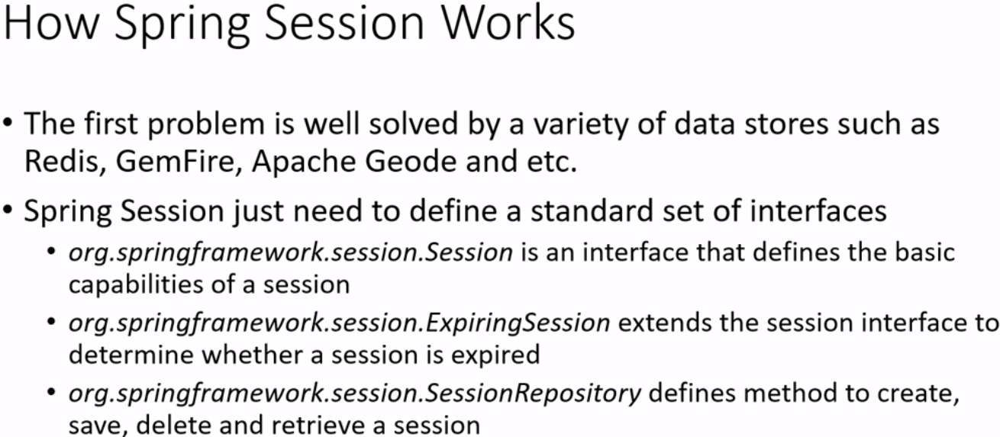 How Spring Session Works
• The first problem is well solved by a variety of data stores such as
Redis, GemFire, Apache Geode and etc.
• Spring Session just need to define a standard set of interfaces
• org.springframework.session.Session is an interface that defines the basic
capabilities of a session
• org.springframework.session.ExpiringSession extends the session interface to
determine whether a session is expired
• org.springframework.session.SessionRepository defines method to create,
save, delete and retrieve a session